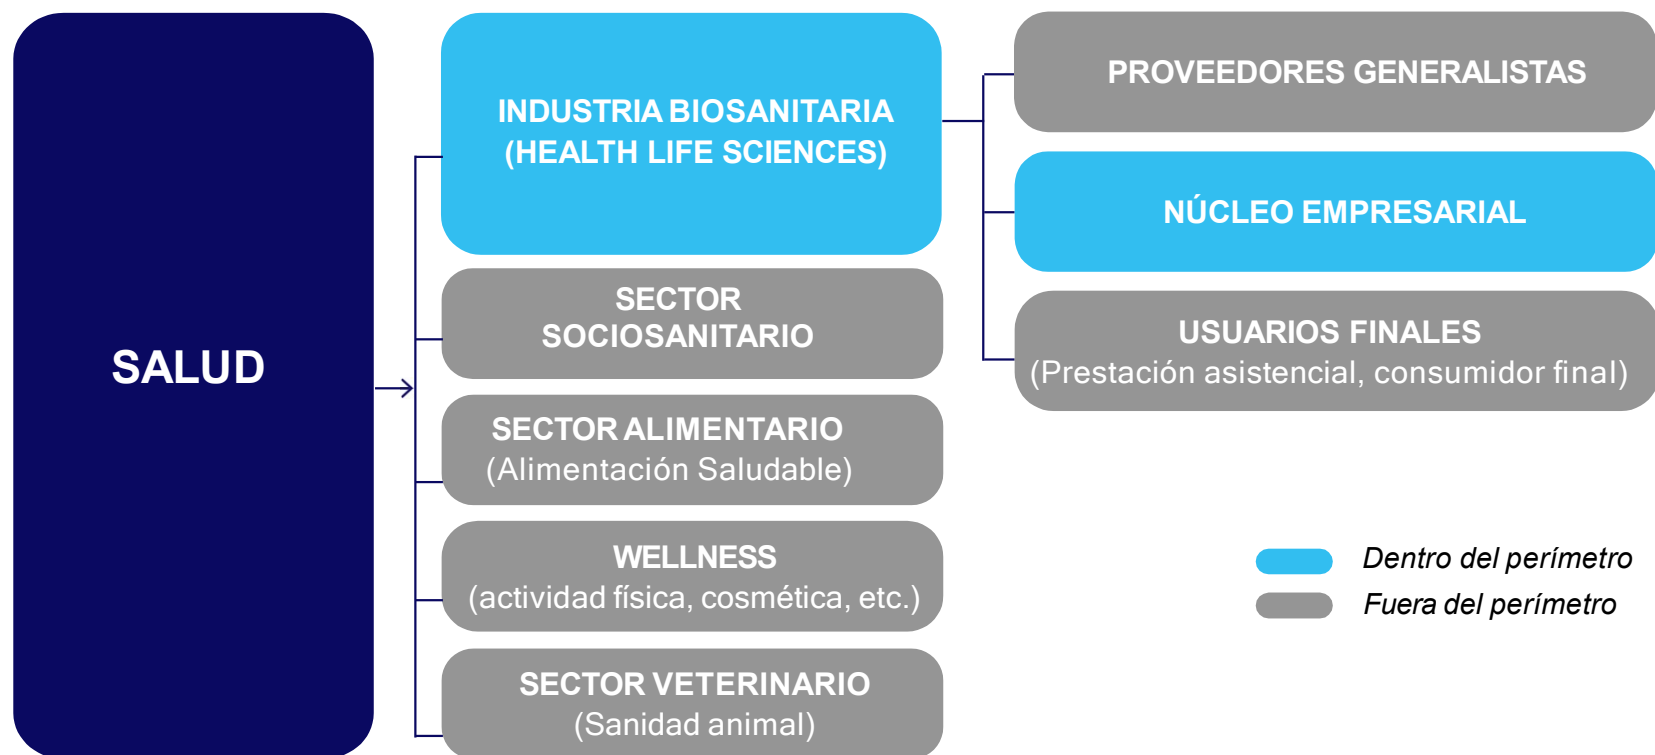 SALUD
INDUSTRIA BIOSANITARIA
(HEALTH LIFE SCIENCES)
SECTOR
SOCIOSANITARIO
SECTOR ALIMENTARIO
(Alimentación Saludable)
WELLNESS
(actividad física, cosmética, etc.)
SECTOR VETERINARIO
(Sanidad animal)
PROVEEDORES GENERALISTAS
NÚCLEO EMPRESARIAL
USUARIOS FINALES
(Prestación asistencial, consumidor final)
Dentro del perímetro
Fuera del perímetro